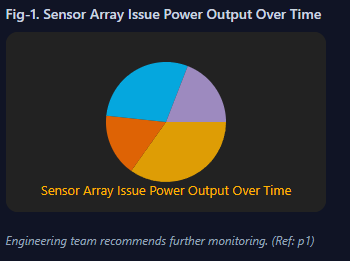 Fig-1. Sensor Array Issue Power Output Over Time
Sensor Array Issue Power Output Over Time
Engineering team recommends further monitoring. (Ref: p1)